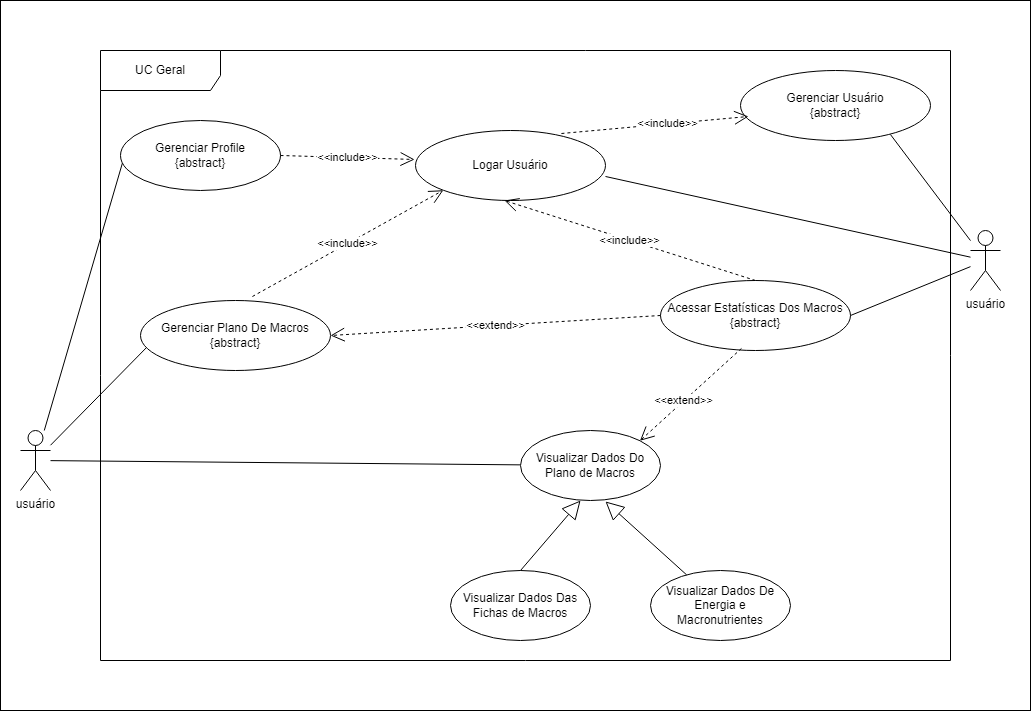 UC Geral
Gerenciar Usuário
{abstract}
<<include>>
Gerenciar Profile
{abstract}
<<include>>
Logar Usuário
<<include>>
<<include>>
usuário
Gerenciar Plano De Macros
{abstract}
<<extend>>
Acessar Estatísticas Dos Macros
{abstract}
<<extend>>
Visualizar Dados Do
Plano de Macros
usuário
Visualizar Dados Das
Fichas de Macros
Visualizar Dados De
Energia e
Macronutrientes